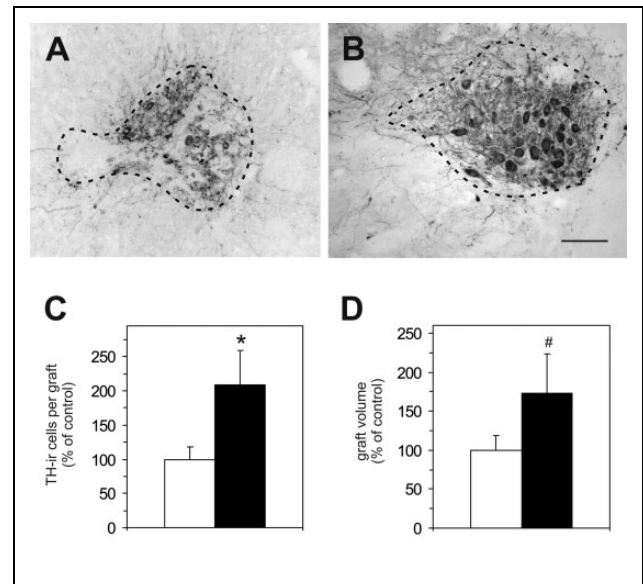 A
B
C
TH-ir cells per graft
(% of control)
250
200
150
100
50
0
*
D
graft volume
(% of control)
250
200
150
100
50
0
#